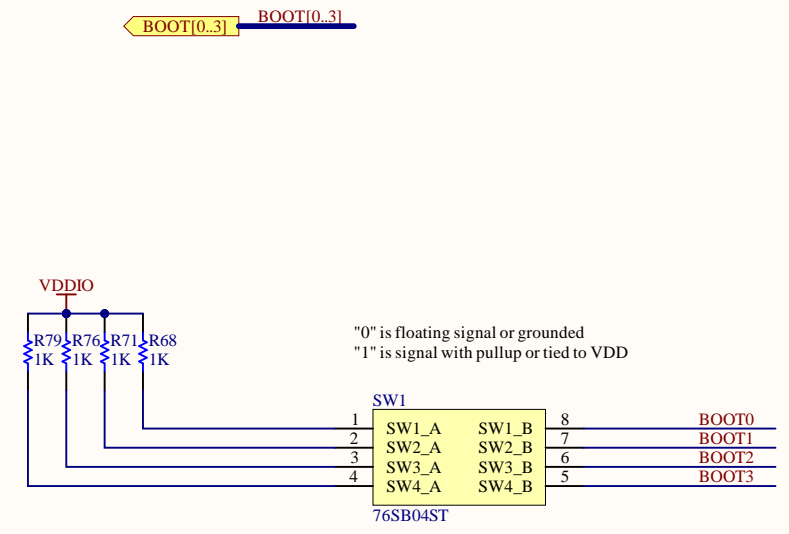 BOOT[0..3]
BOOT[0..3]
VDDIO
"0" is floating signal or grounded
"1" is signal with pullup or tied to VDD
R79 R76 R71 R68
1K 1K 1K 1K
SW1
1 SW1_A SW1_B 8 BOOT0
2 SW2_A SW2_B 7 BOOT1
3 SW3_A SW3_B 6 BOOT2
4 SW4_A SW4_B 5 BOOT3
76SB04ST